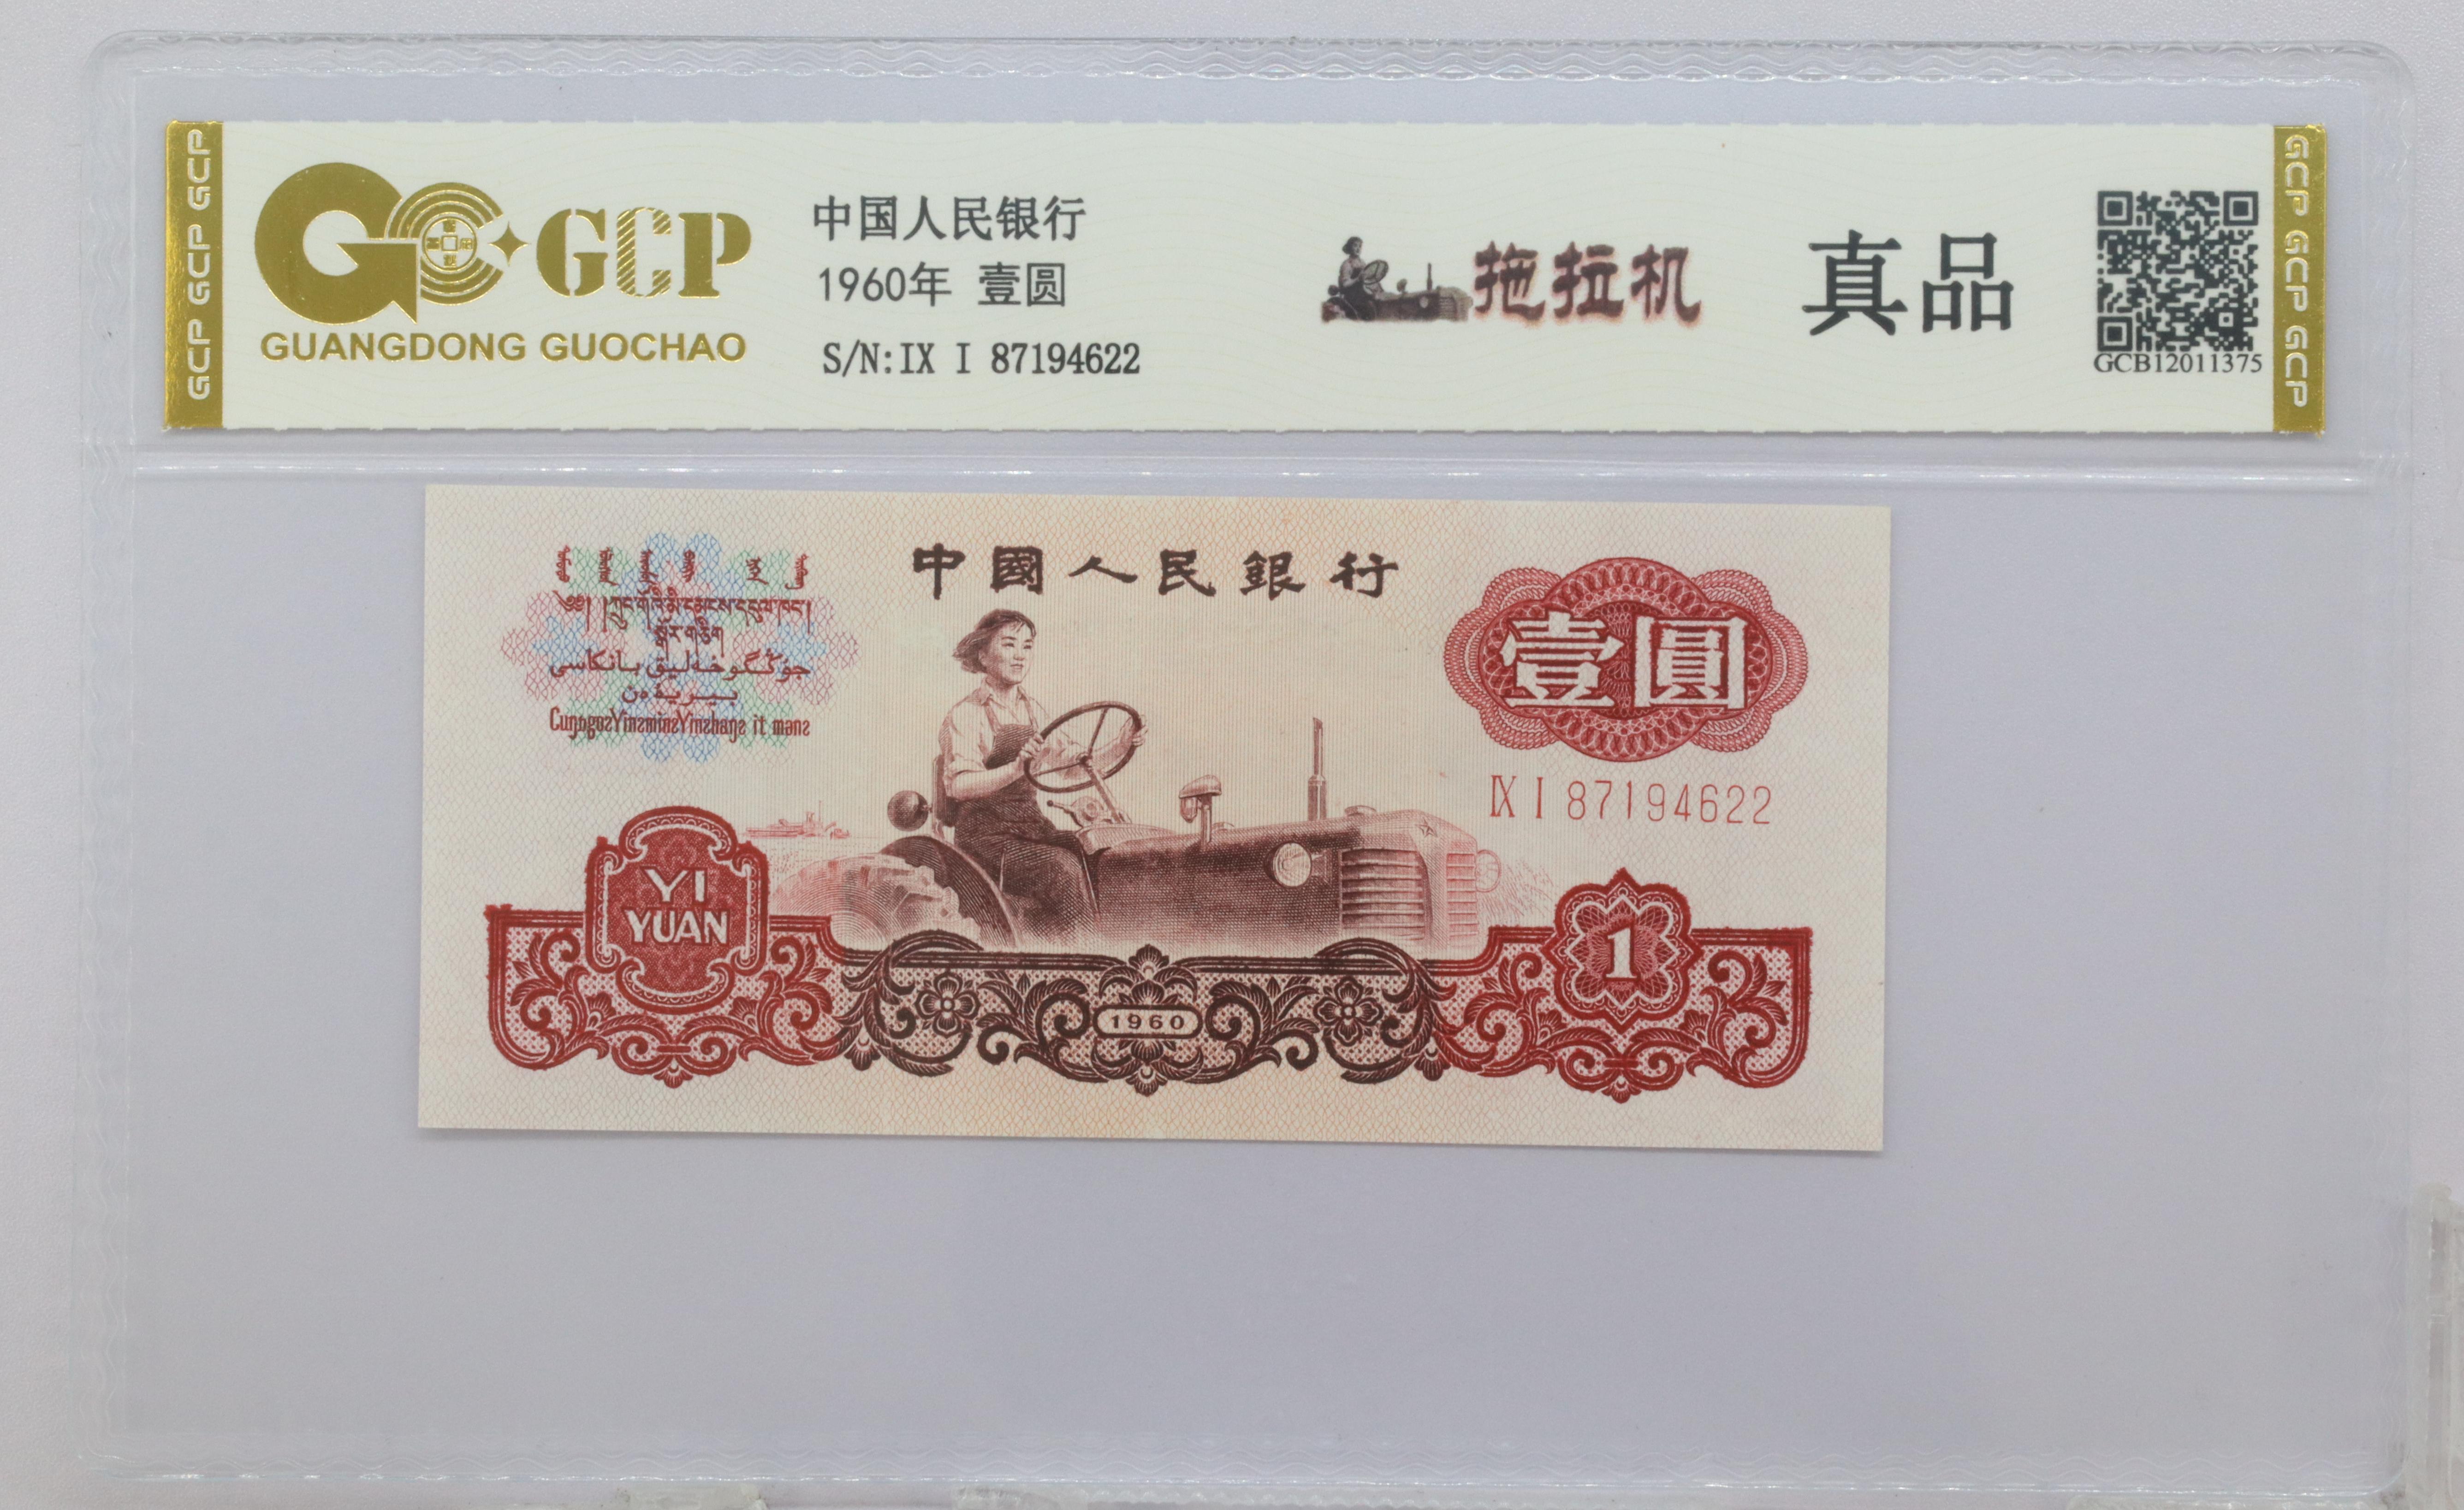 GCP GCP GCP
GCP
GUANGDONG GUOCHAO
中国人民银行
1960年 壹圆
S/N:IX I 87194622
拖拉机
真品
GCB12011375
GCP GCP GCP
中國人民銀行
壹圓
IX I 87194622
YI
YUAN
1960
1